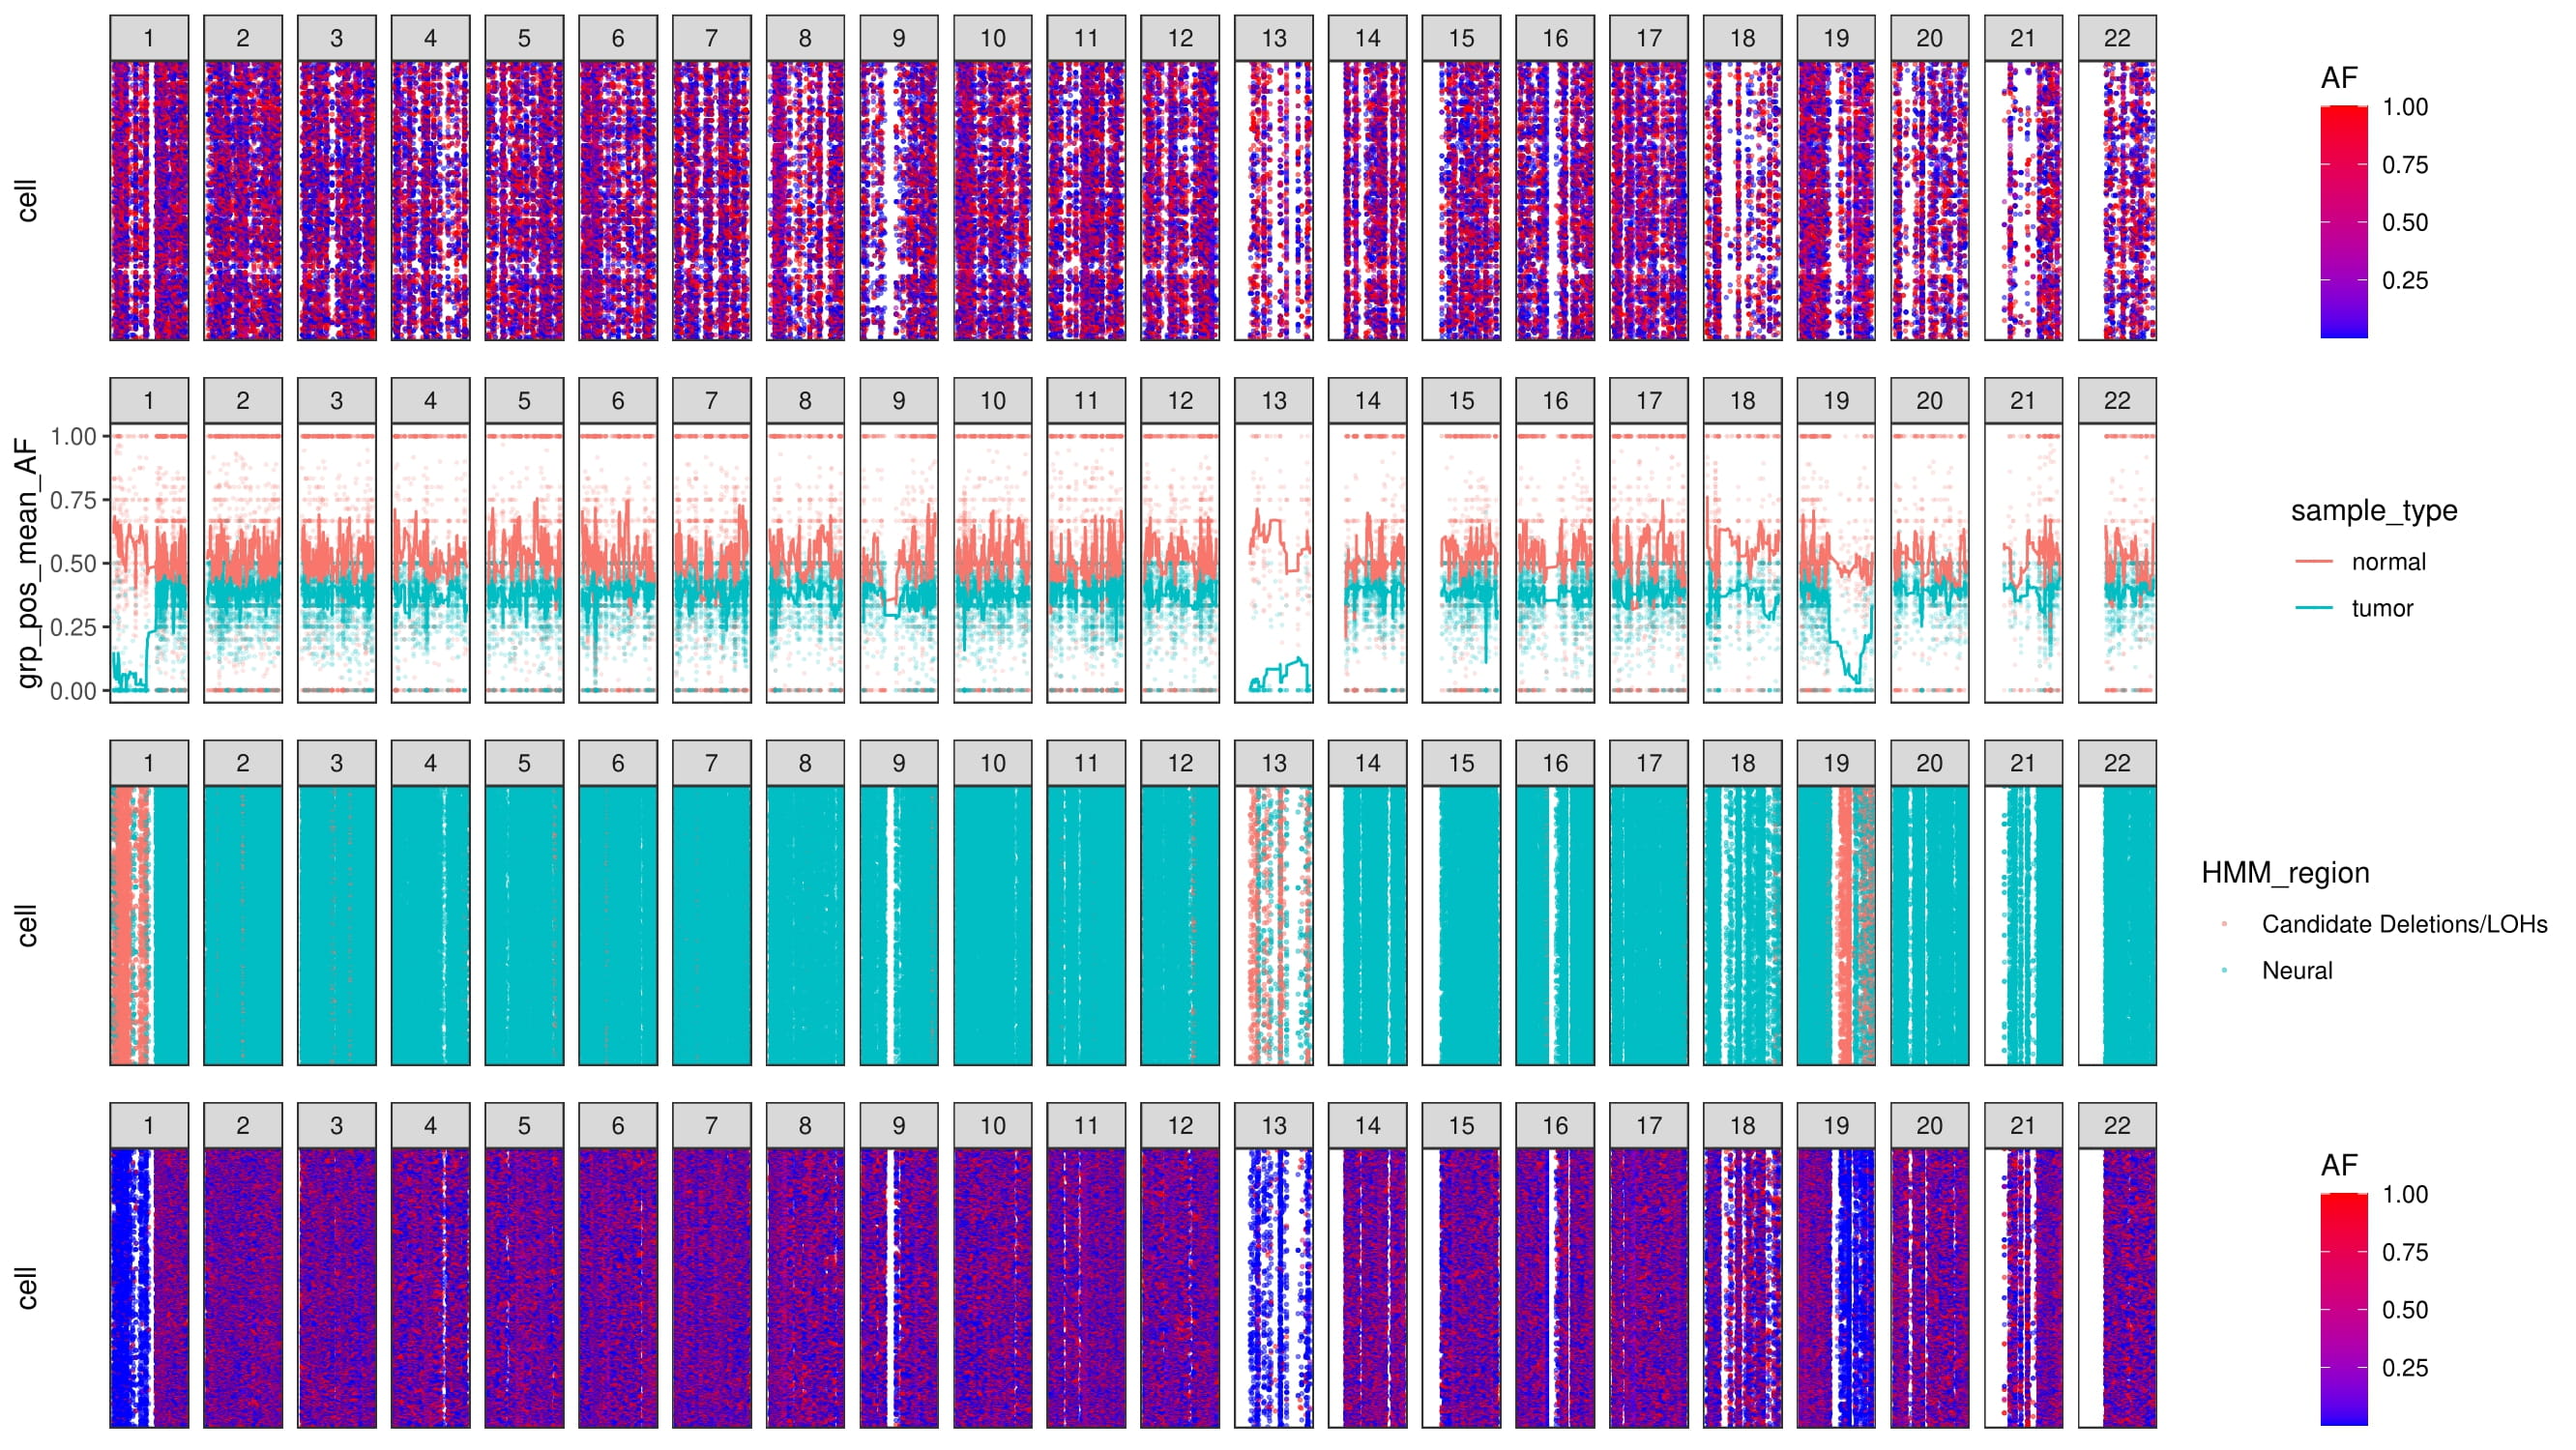 1 2 3 4 5 6 7 8 9 10 11 12 13 14 15 16 17 18 19 20 21 22
cell
AF
1.00
0.75
0.50
0.25
1 2 3 4 5 6 7 8 9 10 11 12 13 14 15 16 17 18 19 20 21 22
grp_pos_mean_AF
1.00
0.75
0.50
0.25
0.00
sample_type
normal
tumor
1 2 3 4 5 6 7 8 9 10 11 12 13 14 15 16 17 18 19 20 21 22
cell
HMM_region
Candidate Deletions/LOHs
Neural
1 2 3 4 5 6 7 8 9 10 11 12 13 14 15 16 17 18 19 20 21 22
cell
AF
1.00
0.75
0.50
0.25